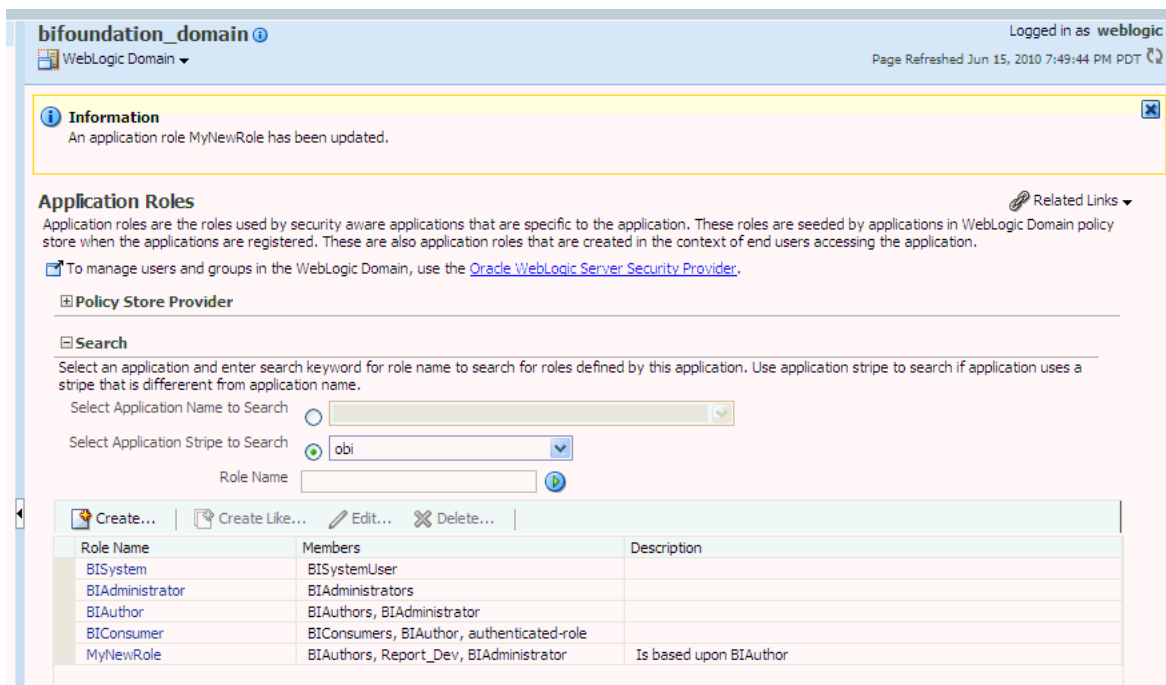 bifoundation_domain
Logged in as weblogic
WebLogic Domain
Page Refreshed Jun 15, 2010 7:49:44 PM PDT
Information
An application role MyNewRole has been updated.
Application Roles
Related Links
Application roles are the roles used by security aware applications that are specific to the application. These roles are seeded by applications in WebLogic Domain policy
store when the applications are registered. These are also application roles that are created in the context of end users accessing the application.
To manage users and groups in the WebLogic Domain, use the Oracle WebLogic Server Security Provider.
Policy Store Provider
Search
Select an application and enter search keyword for role name to search for roles defined by this application. Use application stripe to search if application uses a
stripe that is differerent from application name.
Select Application Name to Search
Select Application Stripe to Search obi
Role Name
Create... Create Like... Edit... Delete...
Role Name Members Description
BISystem BISystemUser
BIAdministrator BIAdministrators
BIAuthor BIAuthors, BIAdministrator
BIConsumer BIConsumers, BIAuthor, authenticated-role
MyNewRole BIAuthors, Report_Dev, BIAdministrator Is based upon BIAuthor